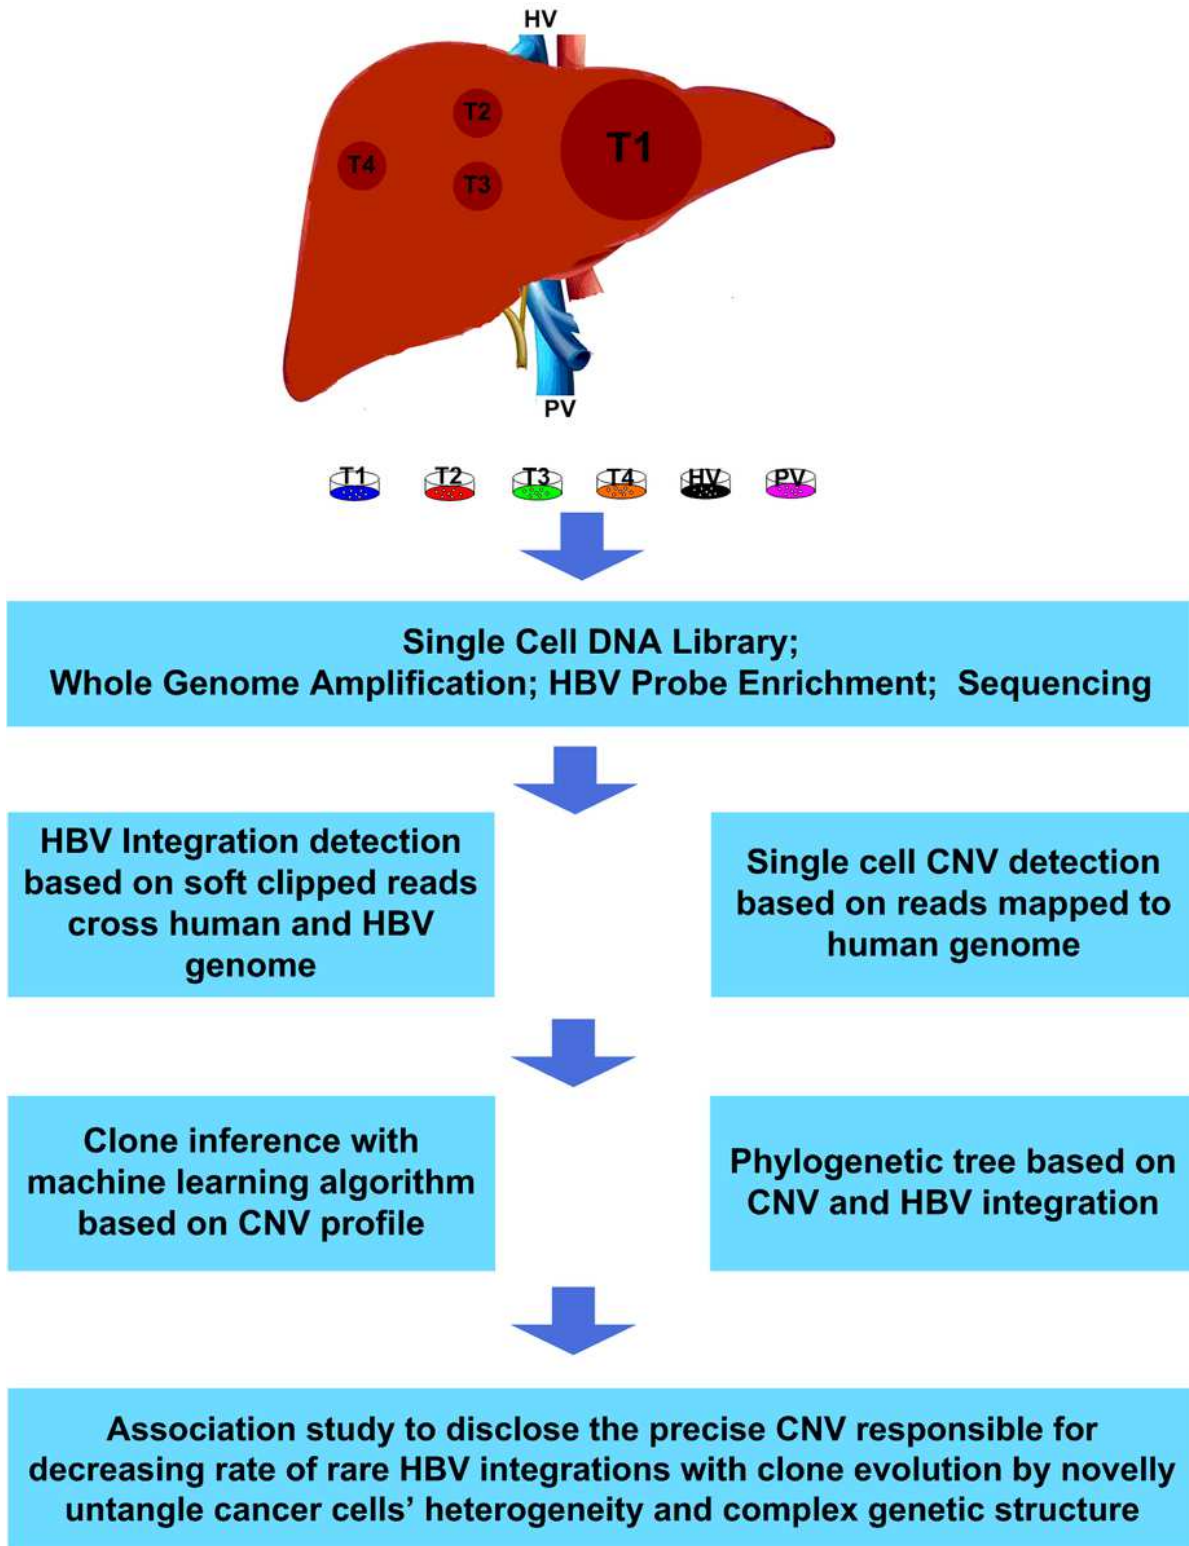 HV
T2
T1
T4
T3
PV
T1 T2 T3 T4 HV PV
Single Cell DNA Library;
Whole Genome Amplification; HBV Probe Enrichment; Sequencing
HBV Integration detection
based on soft clipped reads
cross human and HBV
genome
Single cell CNV detection
based on reads mapped to
human genome
Clone inference with
machine learning algorithm
based on CNV profile
Phylogenetic tree based on
CNV and HBV integration
Association study to disclose the precise CNV responsible for
decreasing rate of rare HBV integrations with clone evolution by novelly
untangle cancer cells’ heterogeneity and complex genetic structure